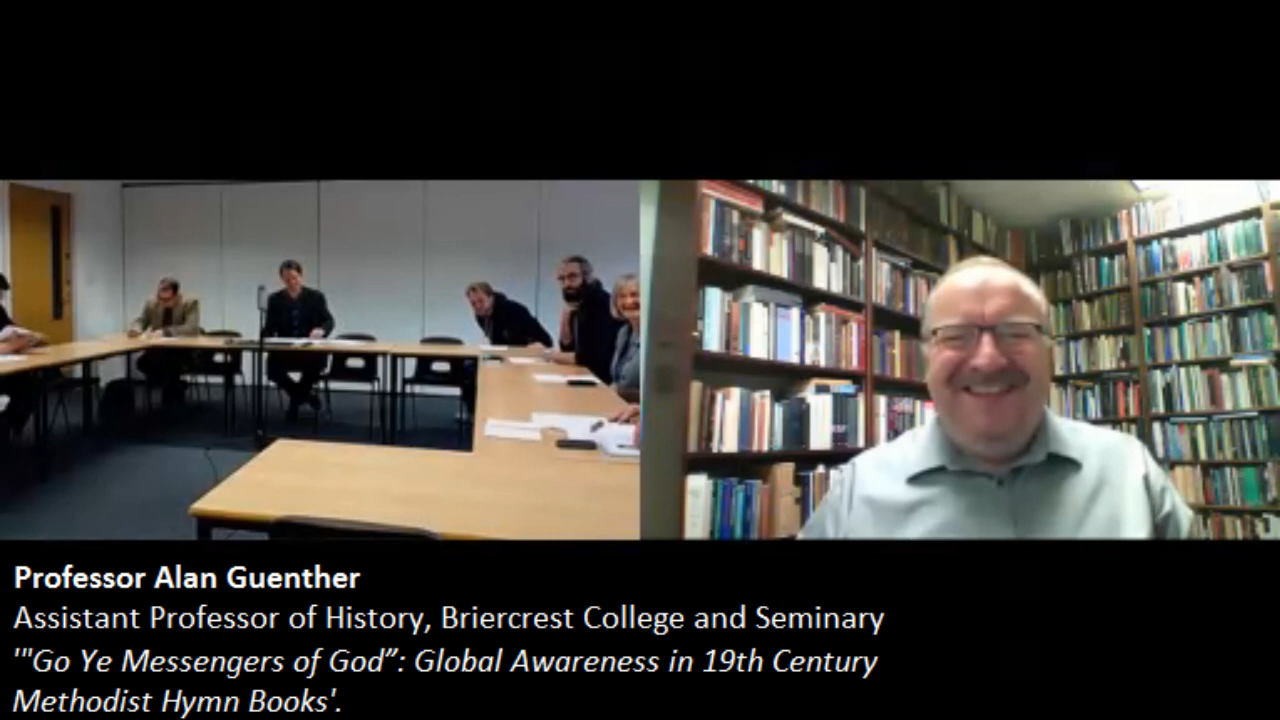 Professor Alan Guenther
Assistant Professor of History, Briercrest College and Seminary
'"Go Ye Messengers of God”: Global Awareness in 19th Century
Methodist Hymn Books'.